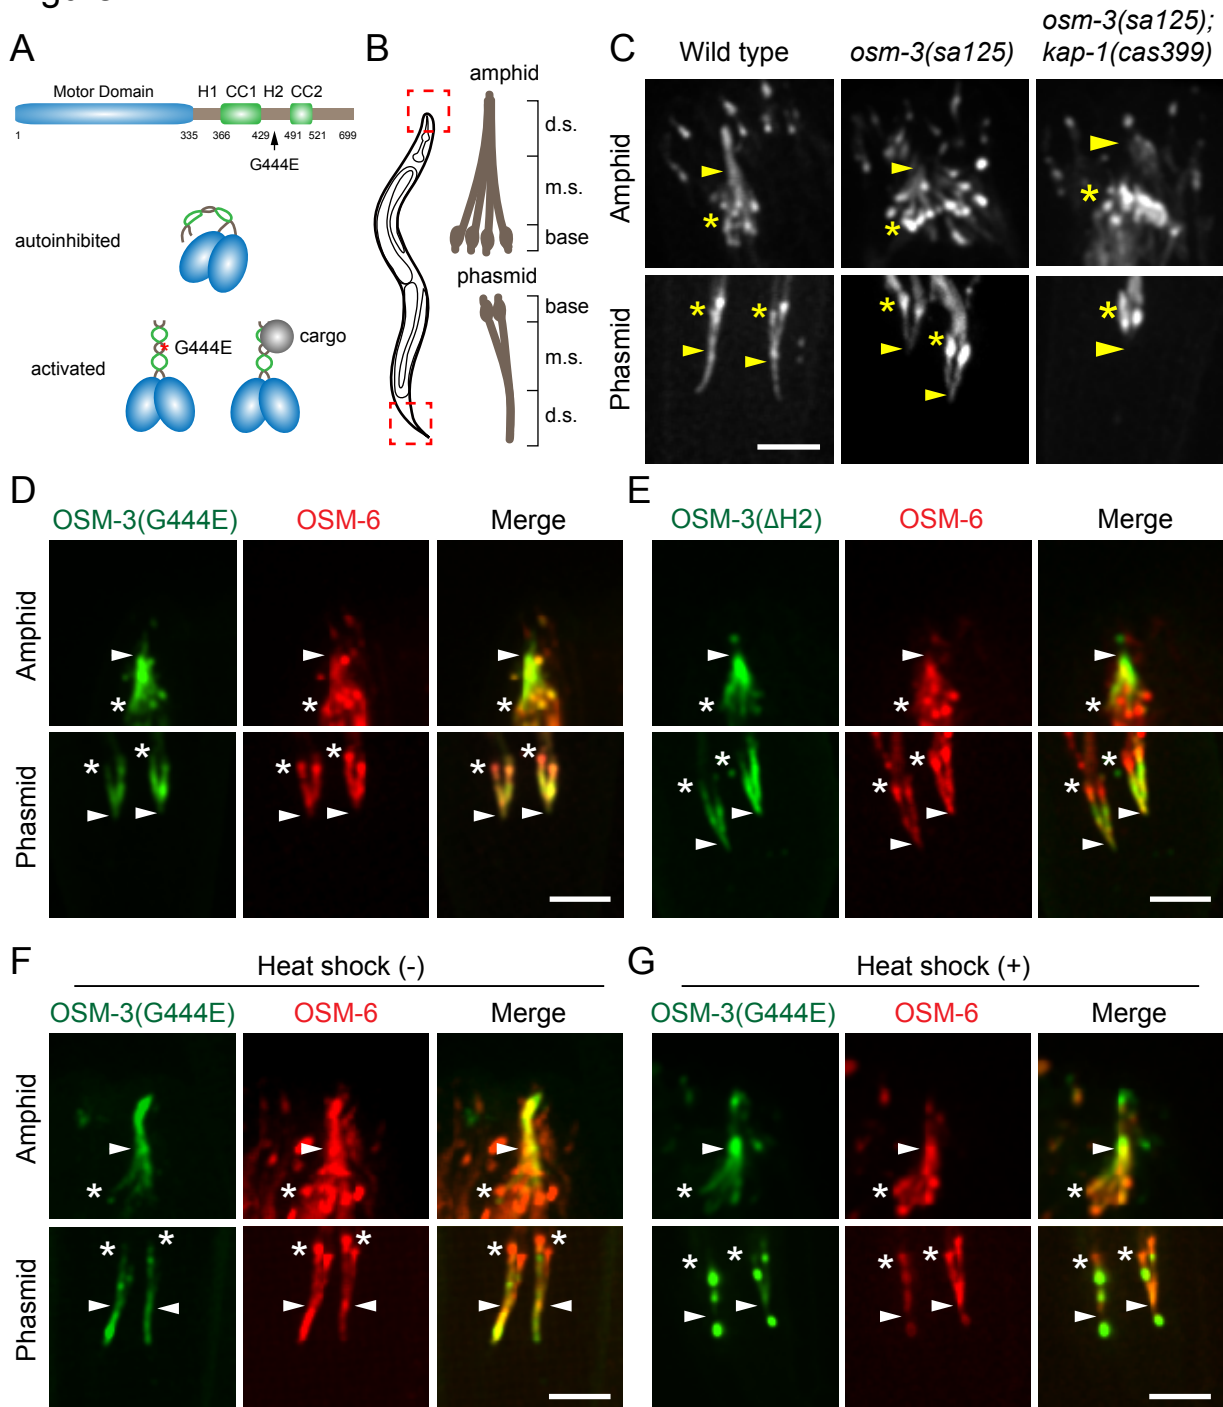 A
Motor Domain H1 CC1 H2 CC2
1 335 366 429 491 521 699
G444E
autoinhibited
activated
G444E
cargo
B
amphid
d.s.
m.s.
base
phasmid
base
m.s.
d.s.
C
Wild type osm-3(sa125) osm-3(sa125);
kap-1(cas399)
Amphid
* * *
Phasmid
* * * * *
D
OSM-3(G444E) OSM-6 Merge
Amphid
* * *
Phasmid
* * * * * *
E
OSM-3(ΔH2) OSM-6 Merge
* * *
* * * * * *
F
Heat shock (-)
OSM-3(G444E) OSM-6 Merge
Amphid
* * *
Phasmid
* * * * * *
G
Heat shock (+)
OSM-3(G444E) OSM-6 Merge
* * *
* * * * * *